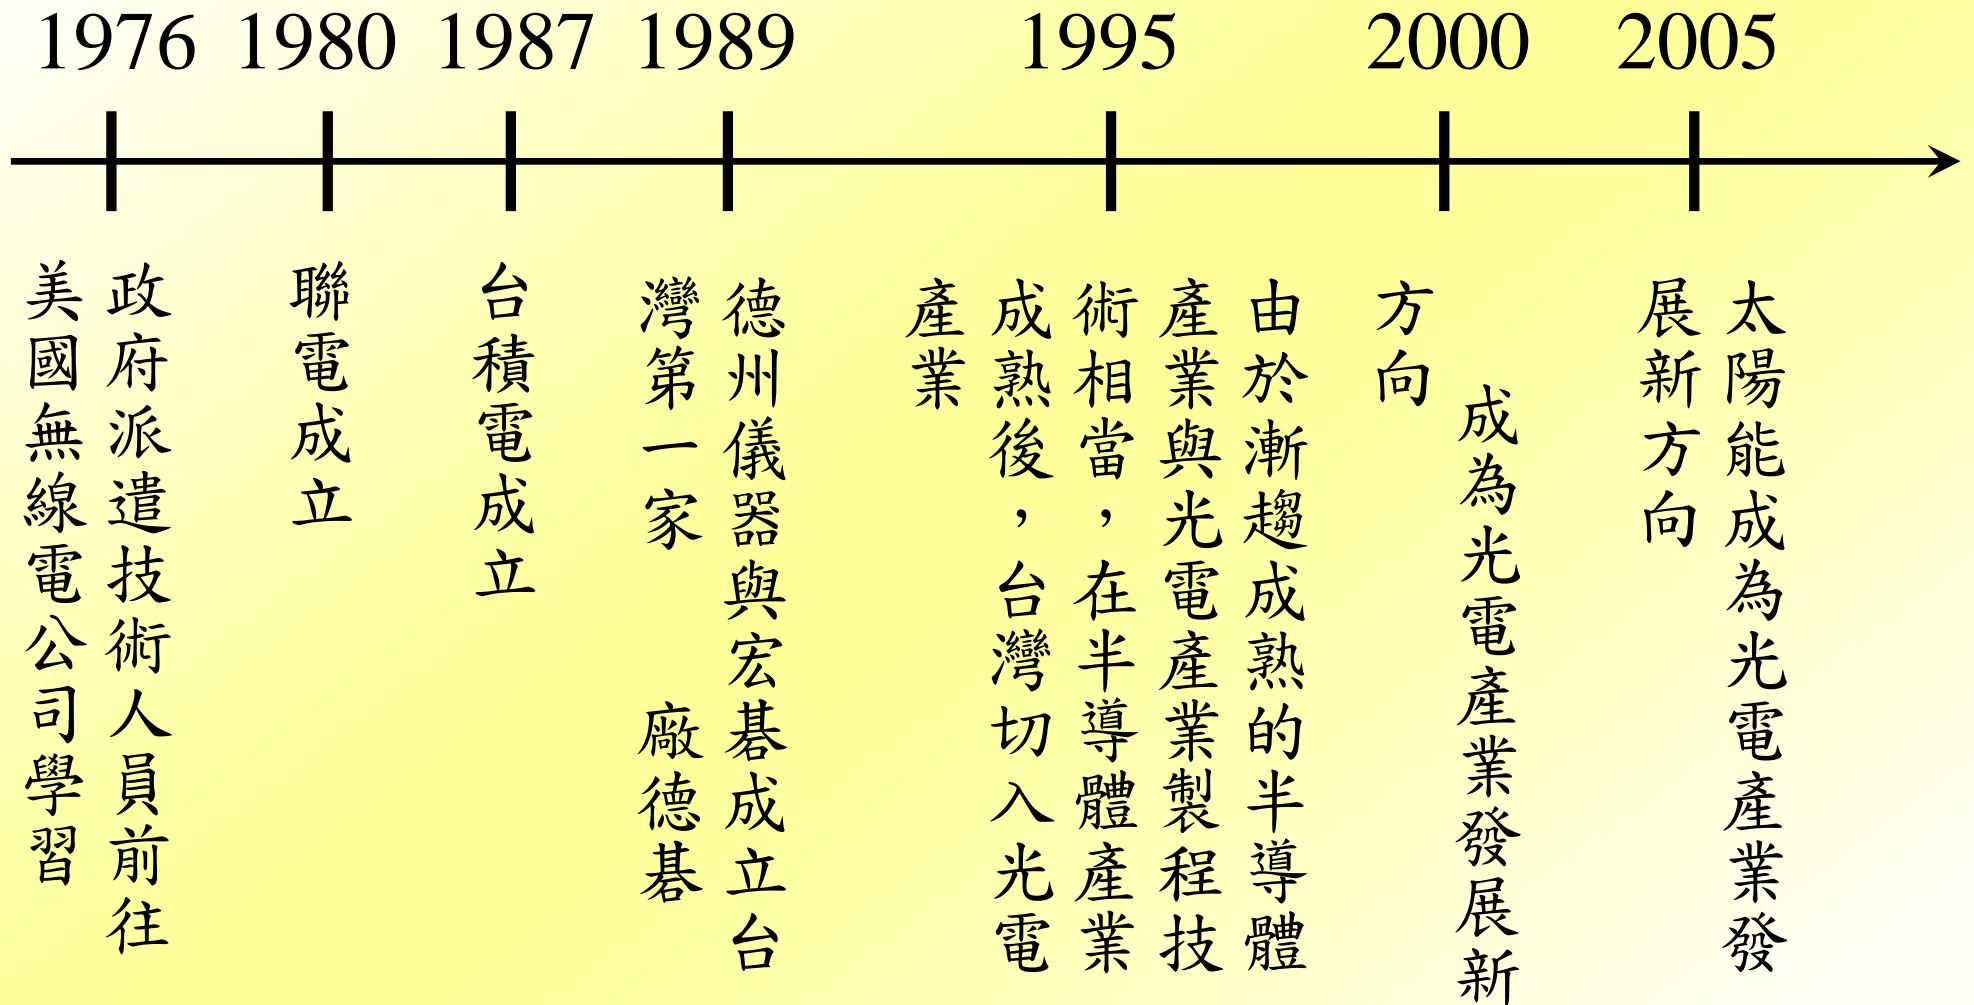 1976 1980 1987 1989 1995 2000 2005
政府派遣技術人員前往
美國無線電公司學習
聯電成立
台積電成立
德州儀器與宏碁成立台
灣第一家 廠德碁
由於漸趨成熟的半導體
產業與光電產業製程技
術相當，在半導體產業
成熟後，台灣切入光電
產業
成為光電產業發展新
方向
太陽能成為光電產業發
展新方向